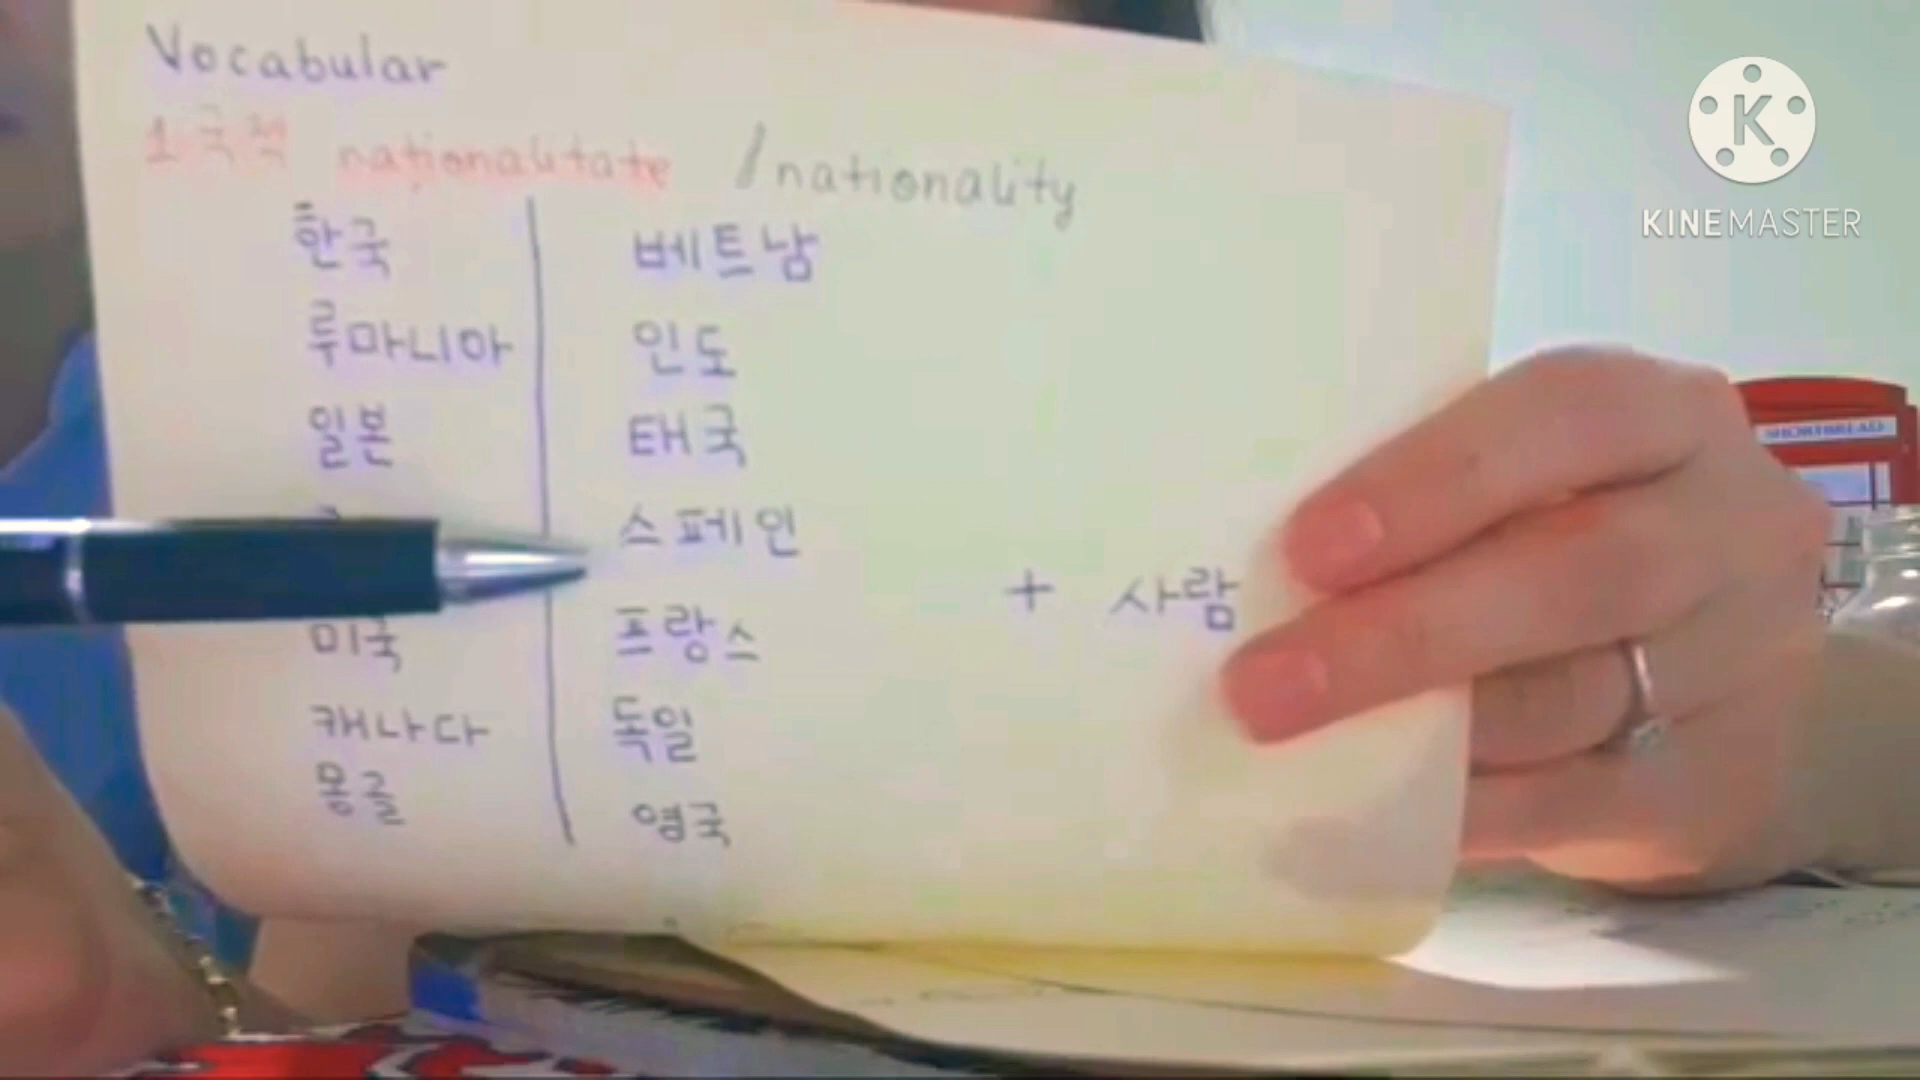 Vocabular
1 국적 naționalitate / nationality
한국
루마니아
일본
미국
캐나다
몽골
베트남
인도
태국
스페인
프랑스
독일
영국
+ 사람
KINEMASTER
SHORTBREAD